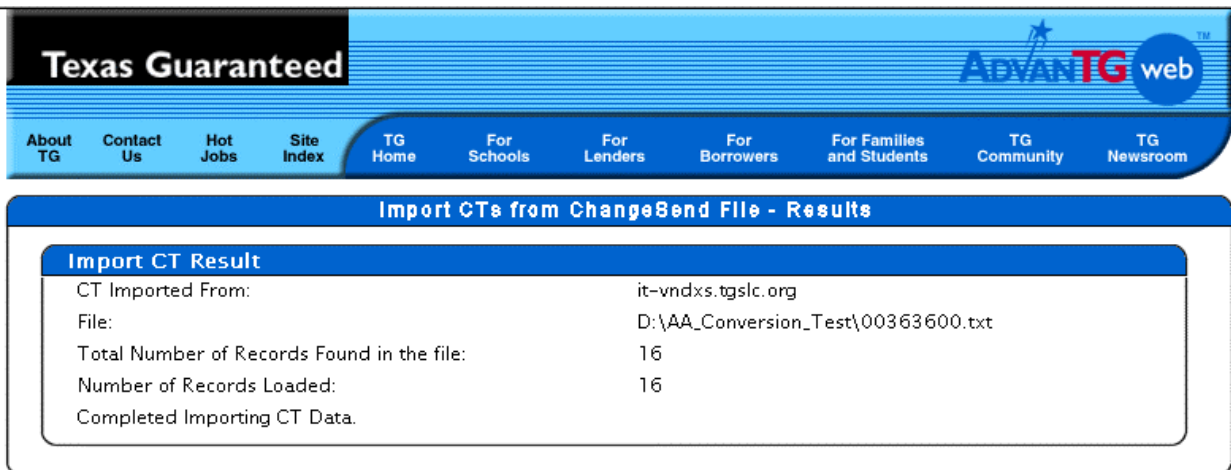 Texas Guaranteed
ADVANTG web TM
About TG
Contact Us
Hot Jobs
Site Index
TG Home
For Schools
For Lenders
For Borrowers
For Families and Students
TG Community
TG Newsroom
Import CTs from ChangeSend File - Results
Import CT Result
CT Imported From: it-vndxs.tgslc.org
File: D:\AA_Conversion_Test\00363600.txt
Total Number of Records Found in the file: 16
Number of Records Loaded: 16
Completed Importing CT Data.